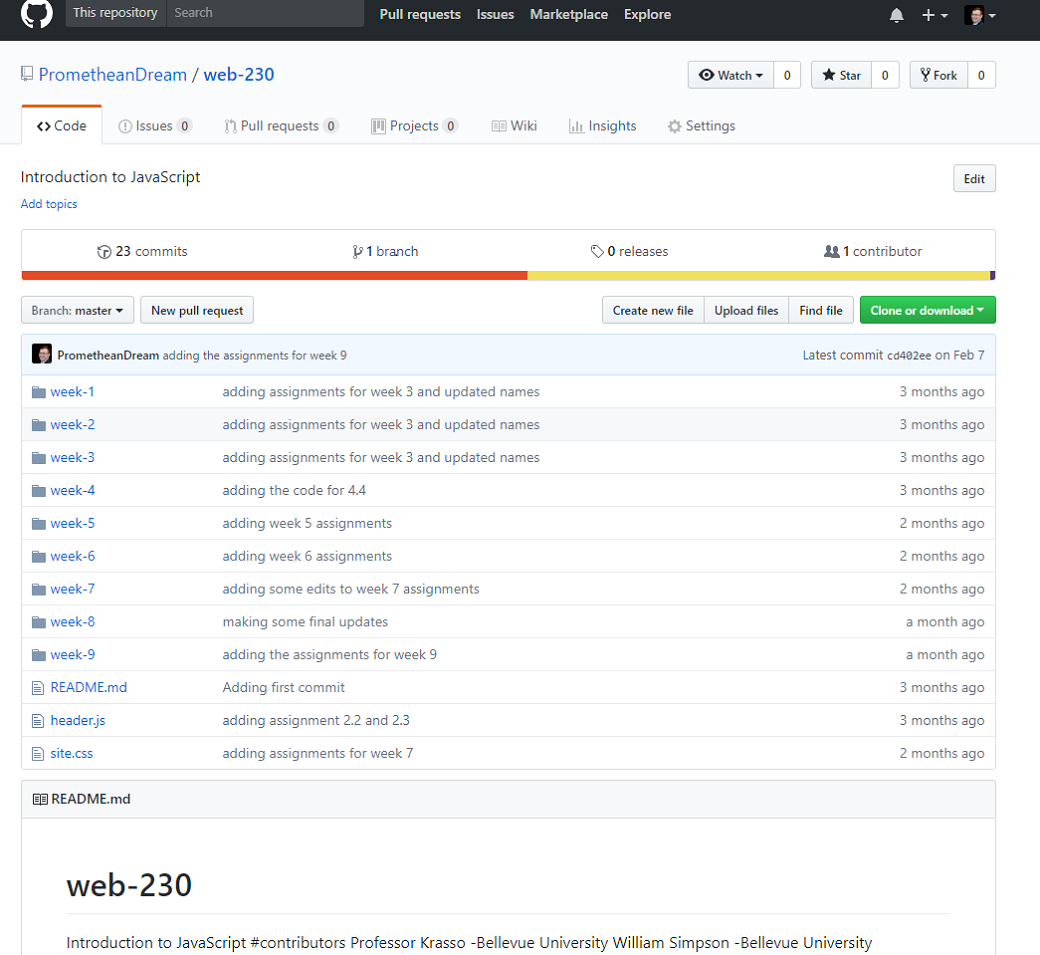 This repository Search Pull requests Issues Marketplace Explore
PrometheanDream / web-230 Watch 0 Star 0 Fork 0
Code Issues 0 Pull requests 0 Projects 0 Wiki Insights Settings
Introduction to JavaScript Edit
Add topics
23 commits 1 branch 0 releases 1 contributor
Branch: master New pull request Create new file Upload files Find file Clone or download
PrometheanDream adding the assignments for week 9 Latest commit cd402ee on Feb 7
week-1 adding assignments for week 3 and updated names 3 months ago
week-2 adding assignments for week 3 and updated names 3 months ago
week-3 adding assignments for week 3 and updated names 3 months ago
week-4 adding the code for 4.4 3 months ago
week-5 adding week 5 assignments 2 months ago
week-6 adding week 6 assignments 2 months ago
week-7 adding some edits to week 7 assignments 2 months ago
week-8 making some final updates a month ago
week-9 adding the assignments for week 9 a month ago
README.md Adding first commit 3 months ago
header.js adding assignment 2.2 and 2.3 3 months ago
site.css adding assignments for week 7 2 months ago
README.md
web-230
Introduction to JavaScript #contributors Professor Krasso -Bellevue University William Simpson -Bellevue University